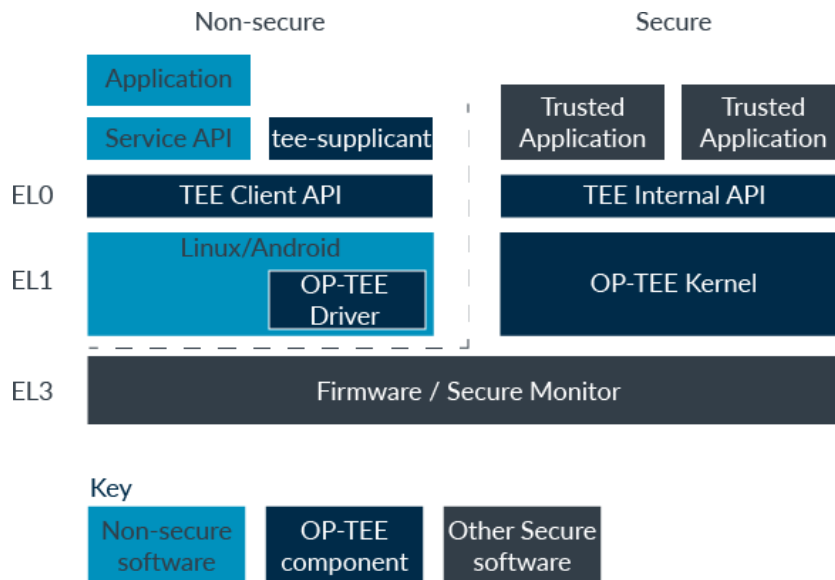 Non-secure
Secure
Application
Service API
tee-supplicant
Trusted
Application
Trusted
Application
EL0
TEE Client API
TEE Internal API
EL1
Linux/Android
OP-TEE
Driver
OP-TEE Kernel
EL3
Firmware / Secure Monitor
Key
Non-secure
software
OP-TEE
component
Other Secure
software